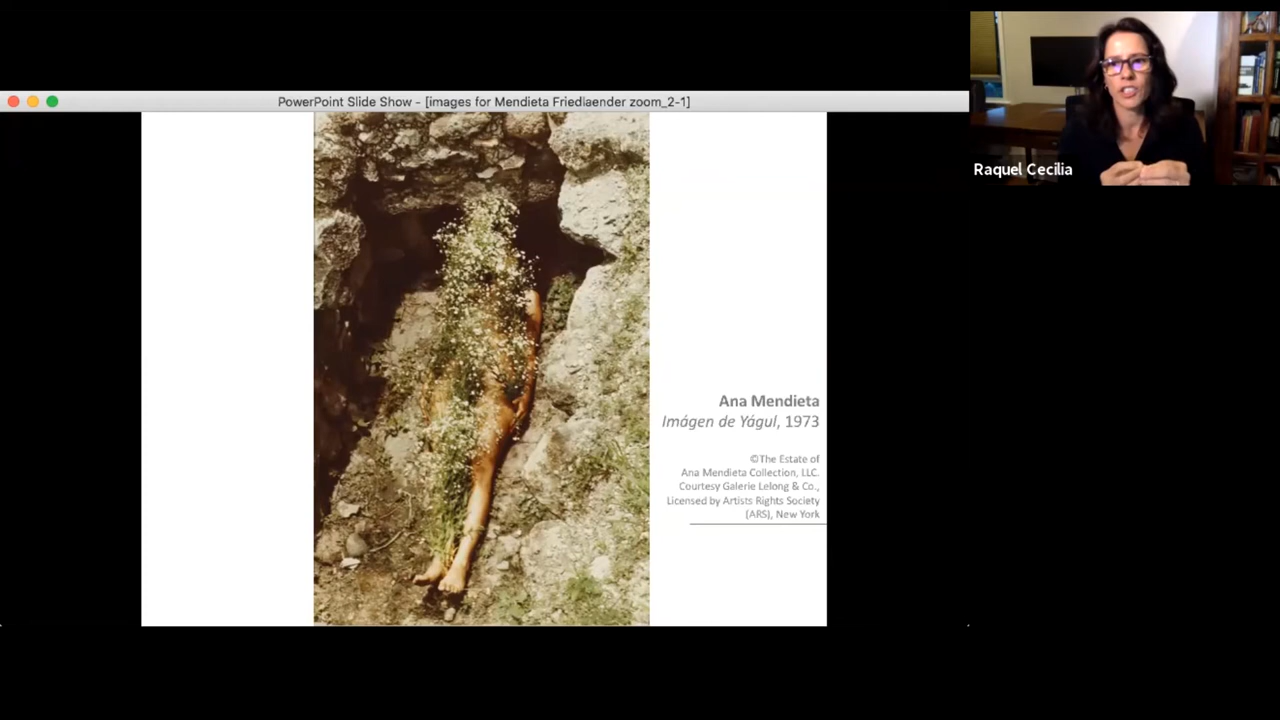 PowerPoint Slide Show - [images for Mendieta Friedlaender zoom_2-1]
Raquel Cecilia
Ana Mendieta
Imágen de Yágul, 1973
©The Estate of
Ana Mendieta Collection, LLC.
Courtesy Galerie Lelong & Co.,
Licensed by Artists Rights Society
(ARS), New York